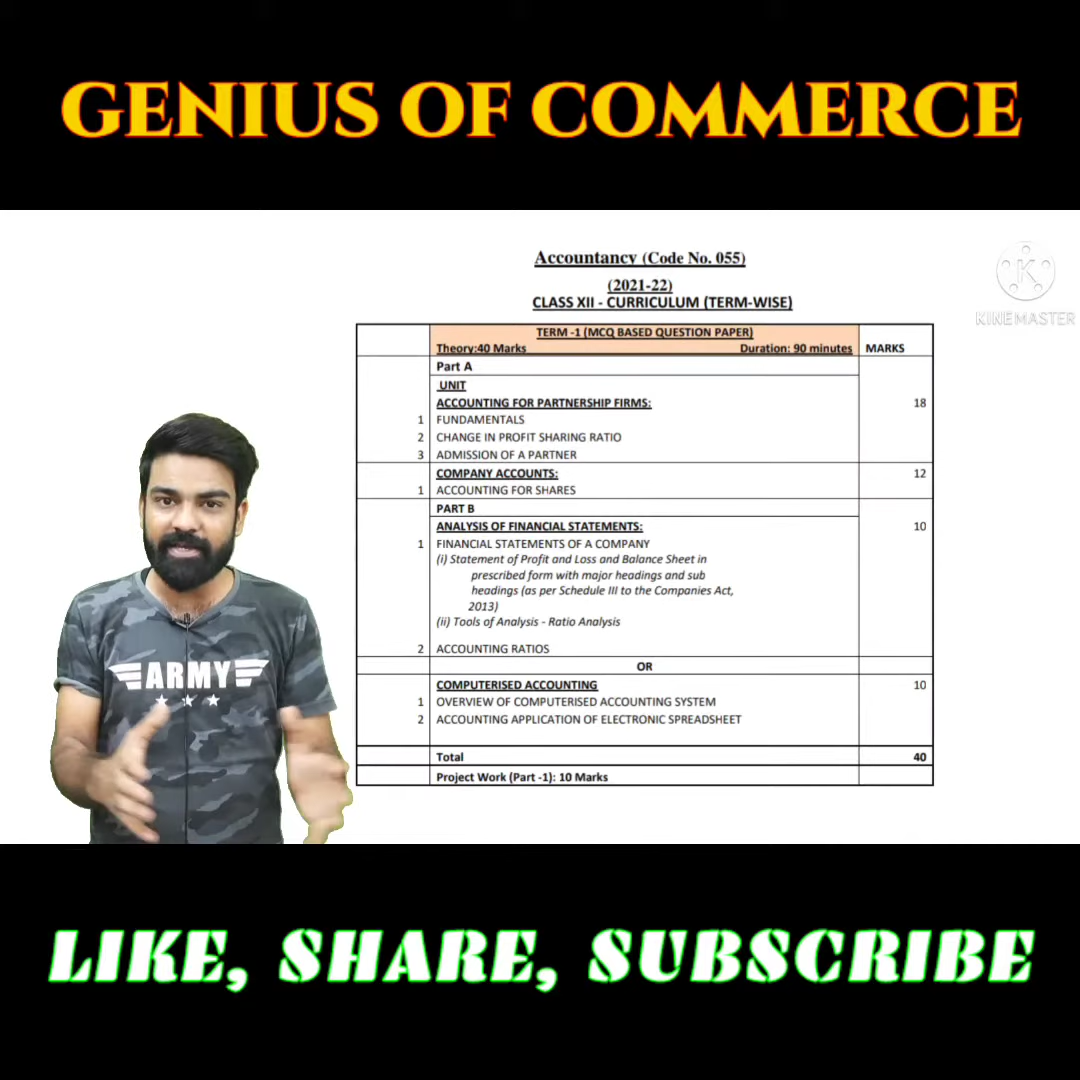 GENIUS OF COMMERCE
Accountancy (Code No. 055)
(2021-22)
CLASS XII - CURRICULUM (TERM-WISE)
TERM -1 (MCQ BASED QUESTION PAPER)
Theory:40 Marks Duration: 90 minutes MARKS
Part A
UNIT
ACCOUNTING FOR PARTNERSHIP FIRMS: 18
1 FUNDAMENTALS
2 CHANGE IN PROFIT SHARING RATIO
3 ADMISSION OF A PARTNER
COMPANY ACCOUNTS: 12
1 ACCOUNTING FOR SHARES
PART B
ANALYSIS OF FINANCIAL STATEMENTS: 10
1 FINANCIAL STATEMENTS OF A COMPANY
(i) Statement of Profit and Loss and Balance Sheet in
prescribed form with major headings and sub
headings (as per Schedule III to the Companies Act,
2013)
(ii) Tools of Analysis - Ratio Analysis
2 ACCOUNTING RATIOS
OR
COMPUTERISED ACCOUNTING 10
1 OVERVIEW OF COMPUTERISED ACCOUNTING SYSTEM
2 ACCOUNTING APPLICATION OF ELECTRONIC SPREADSHEET
Total 40
Project Work (Part -1): 10 Marks
K
KINEMASTER
ARMY
LIKE, SHARE, SUBSCRIBE